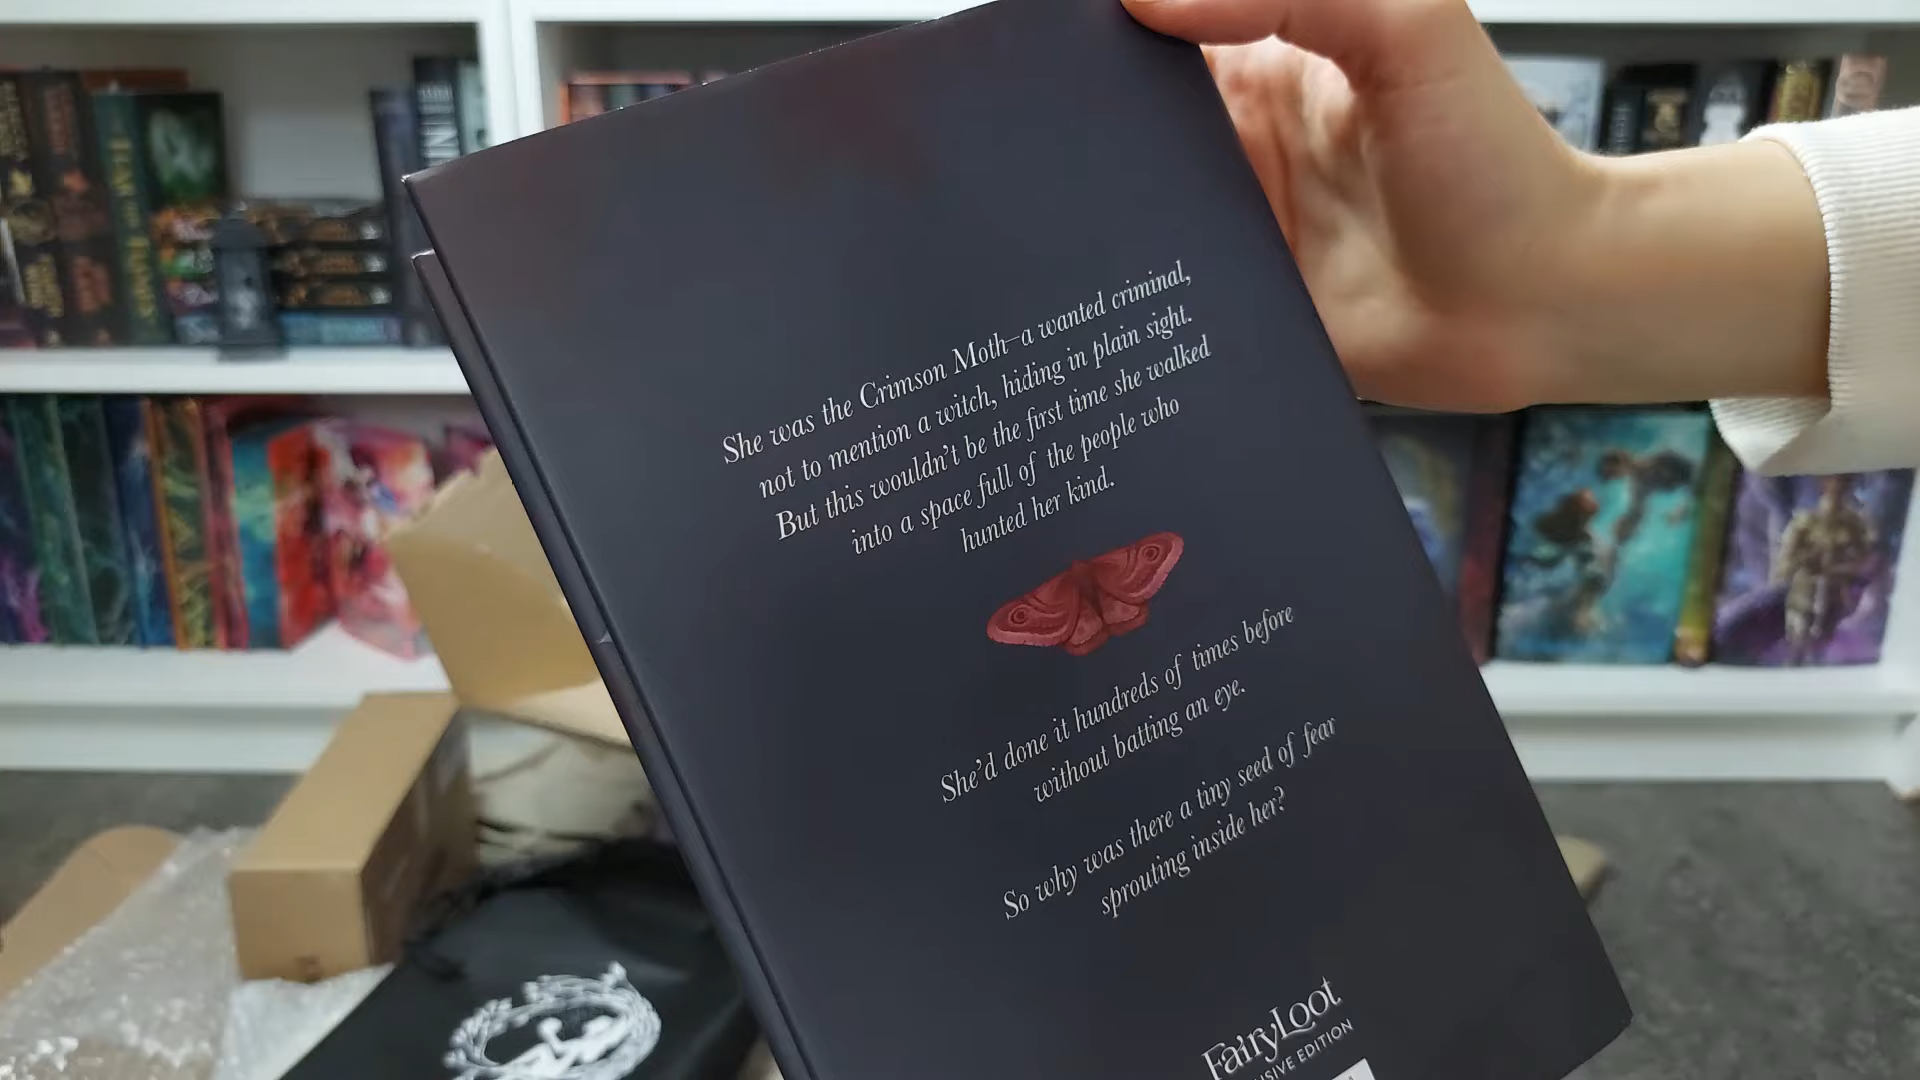 She was the Crimson Moth—a wanted criminal,
not to mention a witch, hiding in plain sight.
But this wouldn't be the first time she walked
into a space full of the people who
hunted her kind.
She'd done it hundreds of times before
without batting an eye.
So why was there a tiny seed of fear
sprouting inside her?
FairyLoot
EDITION